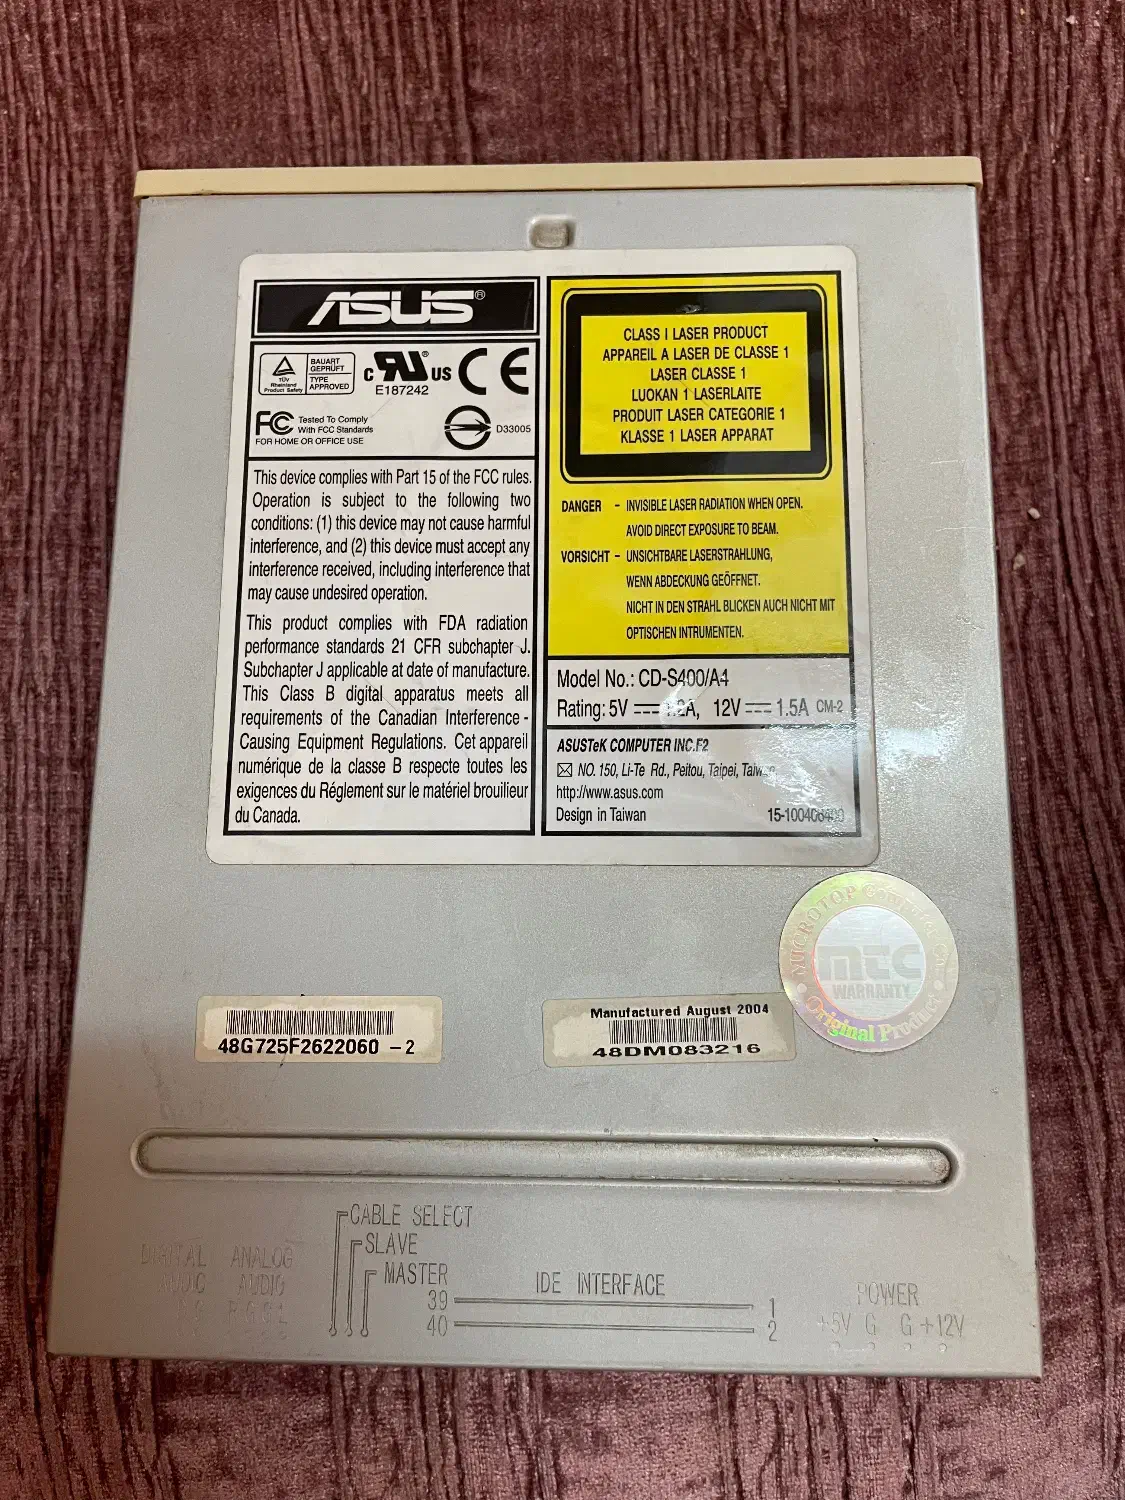 ASUS®
TÜV
Rheinland
Product Safety
BAUART
GEPRÜFT
TYPE
APPROVED
c RU® US
E187242
CE
FC Tested To Comply
With FCC Standards
FOR HOME OR OFFICE USE
D33005
This device complies with Part 15 of the FCC rules.
Operation is subject to the following two
conditions: (1) this device may not cause harmful
interference, and (2) this device must accept any
interference received, including interference that
may cause undesired operation.
This product complies with FDA radiation
performance standards 21 CFR subchapter J.
Subchapter J applicable at date of manufacture.
This Class B digital apparatus meets all
requirements of the Canadian Interference -
Causing Equipment Regulations. Cet appareil
numérique de la classe B respecte toutes les
exigences du Réglement sur le matériel brouilieur
du Canada.
CLASS I LASER PRODUCT
APPAREIL A LASER DE CLASSE 1
LASER CLASSE 1
LUOKAN 1 LASERLAITE
PRODUIT LASER CATEGORIE 1
KLASSE 1 LASER APPARAT
DANGER - INVISIBLE LASER RADIATION WHEN OPEN.
AVOID DIRECT EXPOSURE TO BEAM.
VORSICHT - UNSICHTBARE LASERSTRAHLUNG,
WENN ABDECKUNG GEÖFFNET.
NICHT IN DEN STRAHL BLICKEN AUCH NICHT MIT
OPTISCHEN INTRUMENTEN.
Model No.: CD-S400/A4
Rating: 5V 12V 1.5A CM-2
ASUSTeK COMPUTER INC.F2
NO. 150, Li-Te Rd., Peitou, Taipei,
http://www.asus.com
Design in Taiwan
MICROTOP Computer Co.
mtc
WARRANTY
Original Product
48G725F2622060 -2
Manufactured August 2004
48DM083216
CABLE SELECT
SLAVE
MASTER
DIGITAL ANALOG
AUDIO
39 40
IDE INTERFACE
1 2
POWER
+5V G G +12V